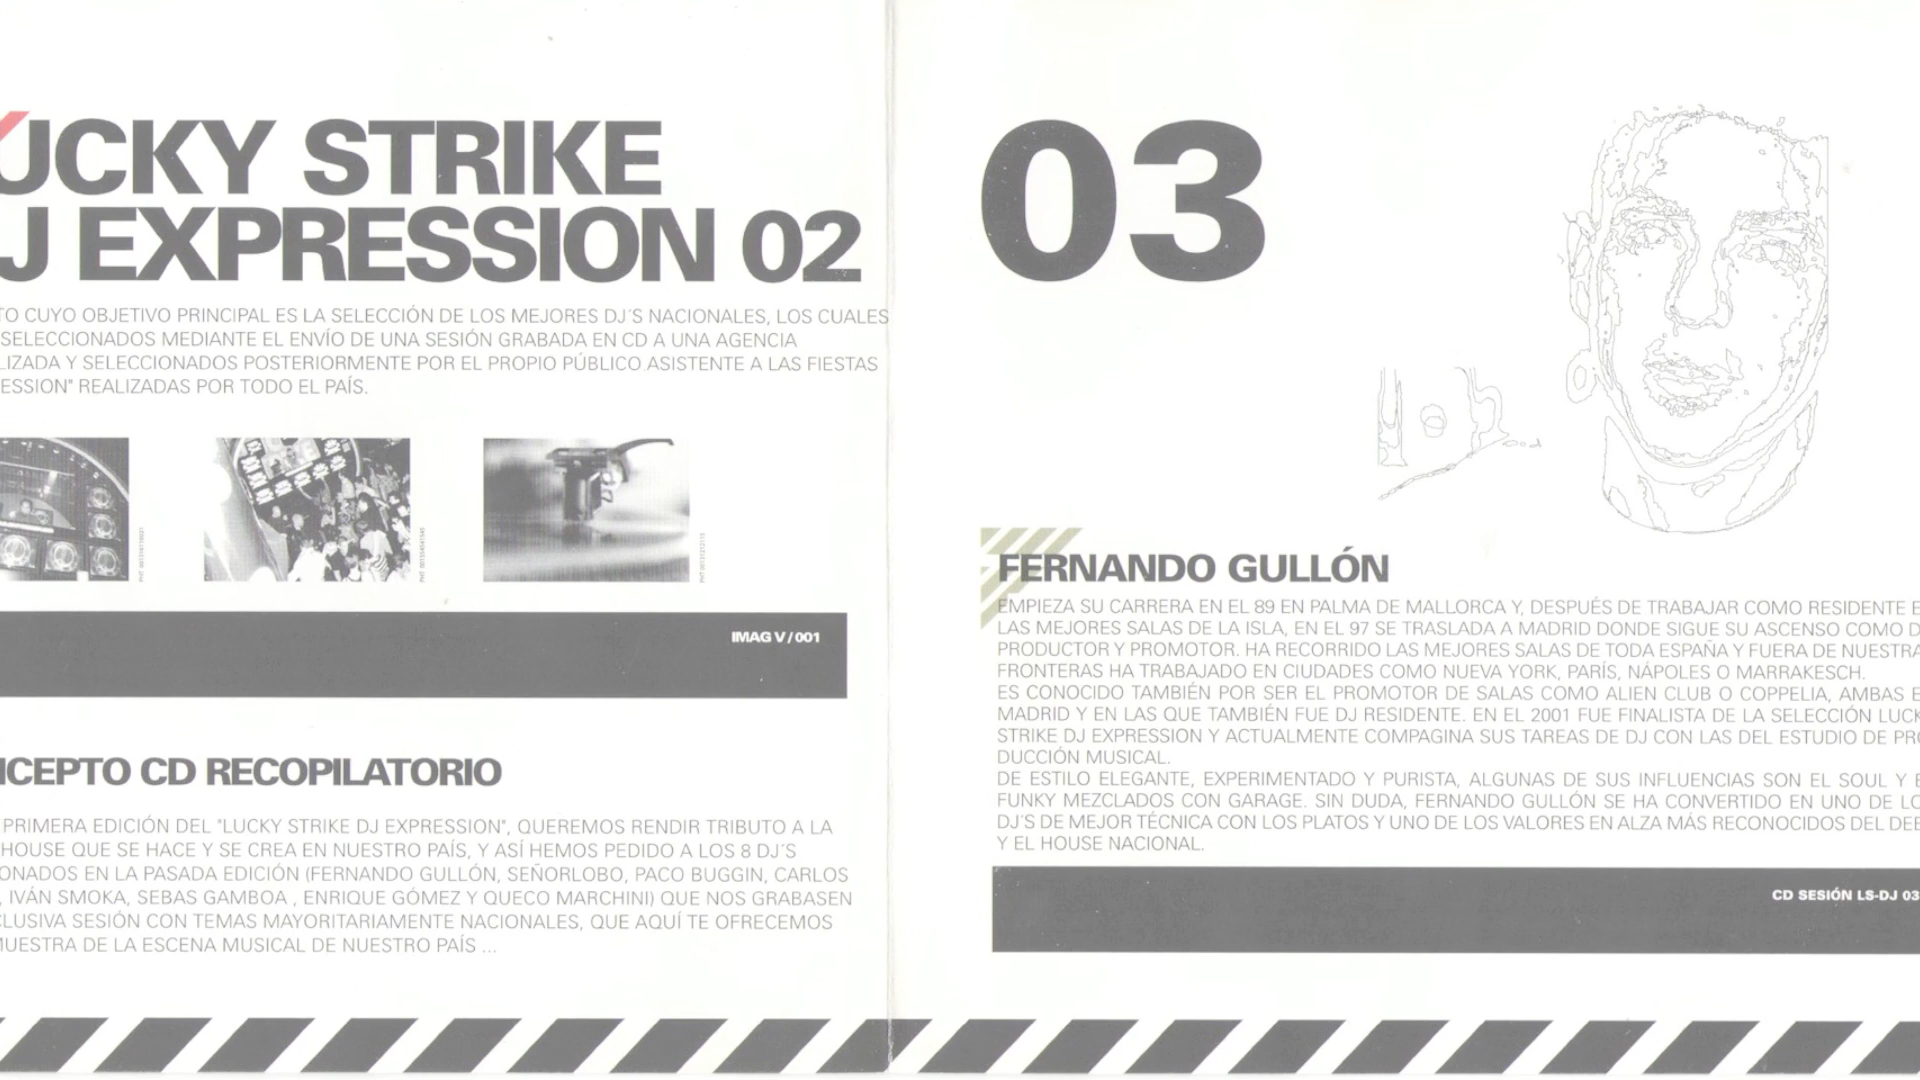 LUCKY STRIKE
DJ EXPRESSION 02
TO CUYO OBJETIVO PRINCIPAL ES LA SELECCIÓN DE LOS MEJORES DJ´S NACIONALES, LOS CUALES
SELECCIONADOS MEDIANTE EL ENVÍO DE UNA SESIÓN GRABADA EN CD A UNA AGENCIA
LIZADA Y SELECCIONADOS POSTERIORMENTE POR EL PROPIO PÚBLICO ASISTENTE A LAS FIESTAS
ESSION" REALIZADAS POR TODO EL PAÍS.
IMAG V / 001
NCEPTO CD RECOPILATORIO
PRIMERA EDICIÓN DEL "LUCKY STRIKE DJ EXPRESSION", QUEREMOS RENDIR TRIBUTO A LA
HOUSE QUE SE HACE Y SE CREA EN NUESTRO PAÍS, Y ASÍ HEMOS PEDIDO A LOS 8 DJ´S
ONADOS EN LA PASADA EDICIÓN (FERNANDO GULLÓN, SEÑORLOBO, PACO BUGGIN, CARLOS
, IVÁN SMOKA, SEBAS GAMBOA , ENRIQUE GÓMEZ Y QUECO MARCHINI) QUE NOS GRABASEN
CLUSIVA SESIÓN CON TEMAS MAYORITARIAMENTE NACIONALES, QUE AQUÍ TE OFRECEMOS
MUESTRA DE LA ESCENA MUSICAL DE NUESTRO PAÍS ...
03
FERNANDO GULLÓN
EMPIEZA SU CARRERA EN EL 89 EN PALMA DE MALLORCA Y, DESPUÉS DE TRABAJAR COMO RESIDENTE E
LAS MEJORES SALAS DE LA ISLA, EN EL 97 SE TRASLADA A MADRID DONDE SIGUE SU ASCENSO COMO D
PRODUCTOR Y PROMOTOR. HA RECORRIDO LAS MEJORES SALAS DE TODA ESPAÑA Y FUERA DE NUESTRA
FRONTERAS HA TRABAJADO EN CIUDADES COMO NUEVA YORK, PARÍS, NÁPOLES O MARRAKESCH.
ES CONOCIDO TAMBIÉN POR SER EL PROMOTOR DE SALAS COMO ALIEN CLUB O COPPELIA, AMBAS E
MADRID Y EN LAS QUE TAMBIÉN FUE DJ RESIDENTE. EN EL 2001 FUE FINALISTA DE LA SELECCIÓN LUCK
STRIKE DJ EXPRESSION Y ACTUALMENTE COMPAGINA SUS TAREAS DE DJ CON LAS DEL ESTUDIO DE PRO
DUCCIÓN MUSICAL.
DE ESTILO ELEGANTE, EXPERIMENTADO Y PURISTA, ALGUNAS DE SUS INFLUENCIAS SON EL SOUL Y E
FUNKY MEZCLADOS CON GARAGE. SIN DUDA, FERNANDO GULLÓN SE HA CONVERTIDO EN UNO DE LO
DJ´S DE MEJOR TÉCNICA CON LOS PLATOS Y UNO DE LOS VALORES EN ALZA MÁS RECONOCIDOS DEL DEE
Y EL HOUSE NACIONAL.
CD SESIÓN LS-DJ 03